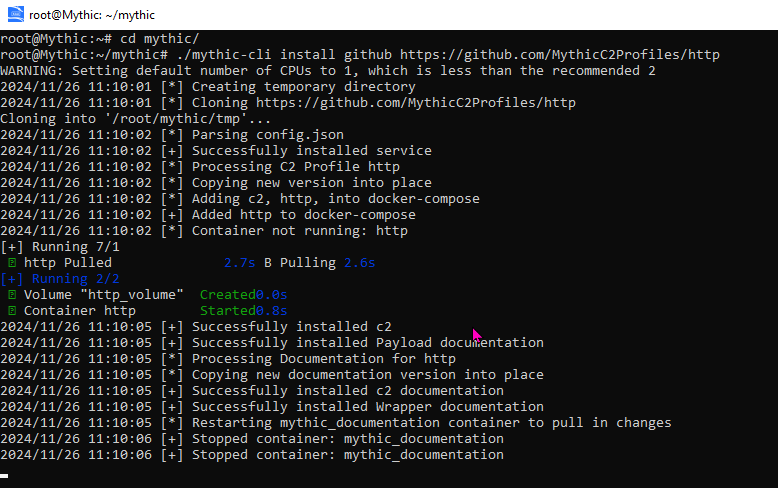 root@Mythic: ~/mythic
root@Mythic:~# cd mythic/
root@Mythic:~/mythic# ./mythic-cli install github https://github.com/MythicC2Profiles/http
WARNING: Setting default number of CPUs to 1, which is less than the recommended 2
2024/11/26 11:10:01 [*] Creating temporary directory
2024/11/26 11:10:01 [*] Cloning https://github.com/MythicC2Profiles/http
Cloning into '/root/mythic/tmp'...
2024/11/26 11:10:02 [*] Parsing config.json
2024/11/26 11:10:02 [+] Successfully installed service
2024/11/26 11:10:02 [*] Processing C2 Profile http
2024/11/26 11:10:02 [*] Copying new version into place
2024/11/26 11:10:02 [*] Adding c2, http, into docker-compose
2024/11/26 11:10:02 [+] Added http to docker-compose
2024/11/26 11:10:02 [*] Container not running: http
[+] Running 7/1
http Pulled 2.7s B Pulling 2.6s
[+] Running 2/2
Volume "http_volume" Created0.0s
Container http Started0.8s
2024/11/26 11:10:05 [+] Successfully installed c2
2024/11/26 11:10:05 [+] Successfully installed Payload documentation
2024/11/26 11:10:05 [*] Processing Documentation for http
2024/11/26 11:10:05 [*] Copying new documentation version into place
2024/11/26 11:10:05 [+] Successfully installed c2 documentation
2024/11/26 11:10:05 [+] Successfully installed Wrapper documentation
2024/11/26 11:10:05 [*] Restarting mythic_documentation container to pull in changes
2024/11/26 11:10:06 [+] Stopped container: mythic_documentation
2024/11/26 11:10:06 [+] Stopped container: mythic_documentation